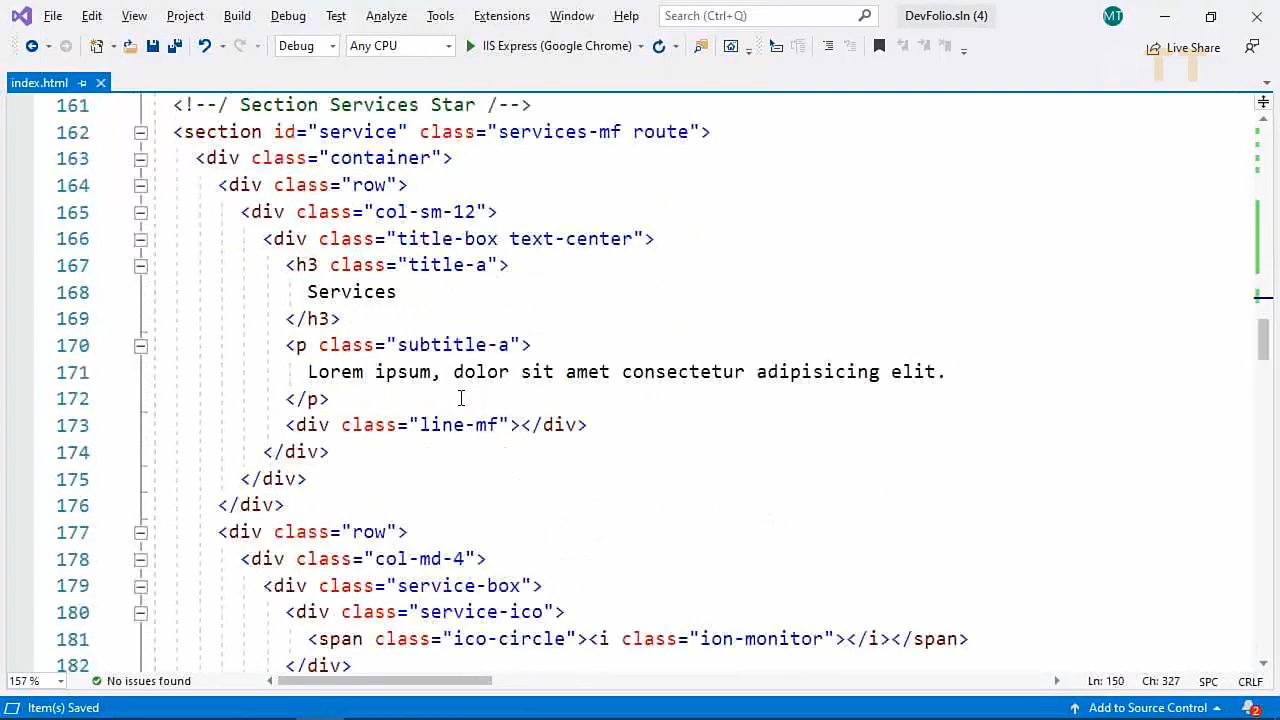 File Edit View Project Build Debug Test Analyze Tools Extensions Window Help Search (Ctrl+Q) DevFolio.sln (4) MT
Debug Any CPU IIS Express (Google Chrome) Live Share
TT
index.html
161 <!--/ Section Services Star /-->
162 <section id="service" class="services-mf route">
163 <div class="container">
164 <div class="row">
165 <div class="col-sm-12">
166 <div class="title-box text-center">
167 <h3 class="title-a">
168 Services
169 </h3>
170 <p class="subtitle-a">
171 Lorem ipsum, dolor sit amet consectetur adipisicing elit.
172 </p>
173 <div class="line-mf"></div>
174 </div>
175 </div>
176 </div>
177 <div class="row">
178 <div class="col-md-4">
179 <div class="service-box">
180 <div class="service-ico">
181 <span class="ico-circle"><i class="ion-monitor"></i></span>
182 </div>
157 % No issues found Ln: 150 Ch: 327 SPC CRLF
Item(s) Saved Add to Source Control 2